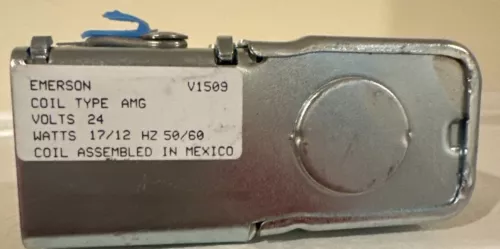 EMERSON V1509
COIL TYPE AMG
VOLTS 24
WATTS 17/12 HZ 50/60
COIL ASSEMBLED IN MEXICO